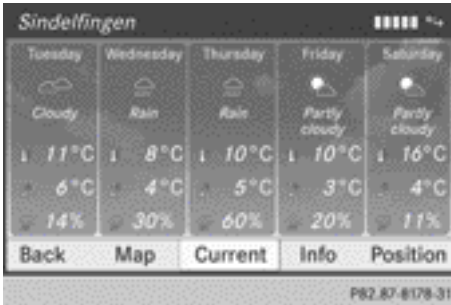 Sindelfingen
Tuesday Wednesday Thursday Friday Saturday
Cloudy Rain Rain Partly cloudy Partly cloudy
11°C 8°C 10°C 10°C 16°C
6°C 4°C 5°C 3°C 4°C
14% 30% 60% 20% 11%
Back Map Current Info Position
P82.87-8178-31